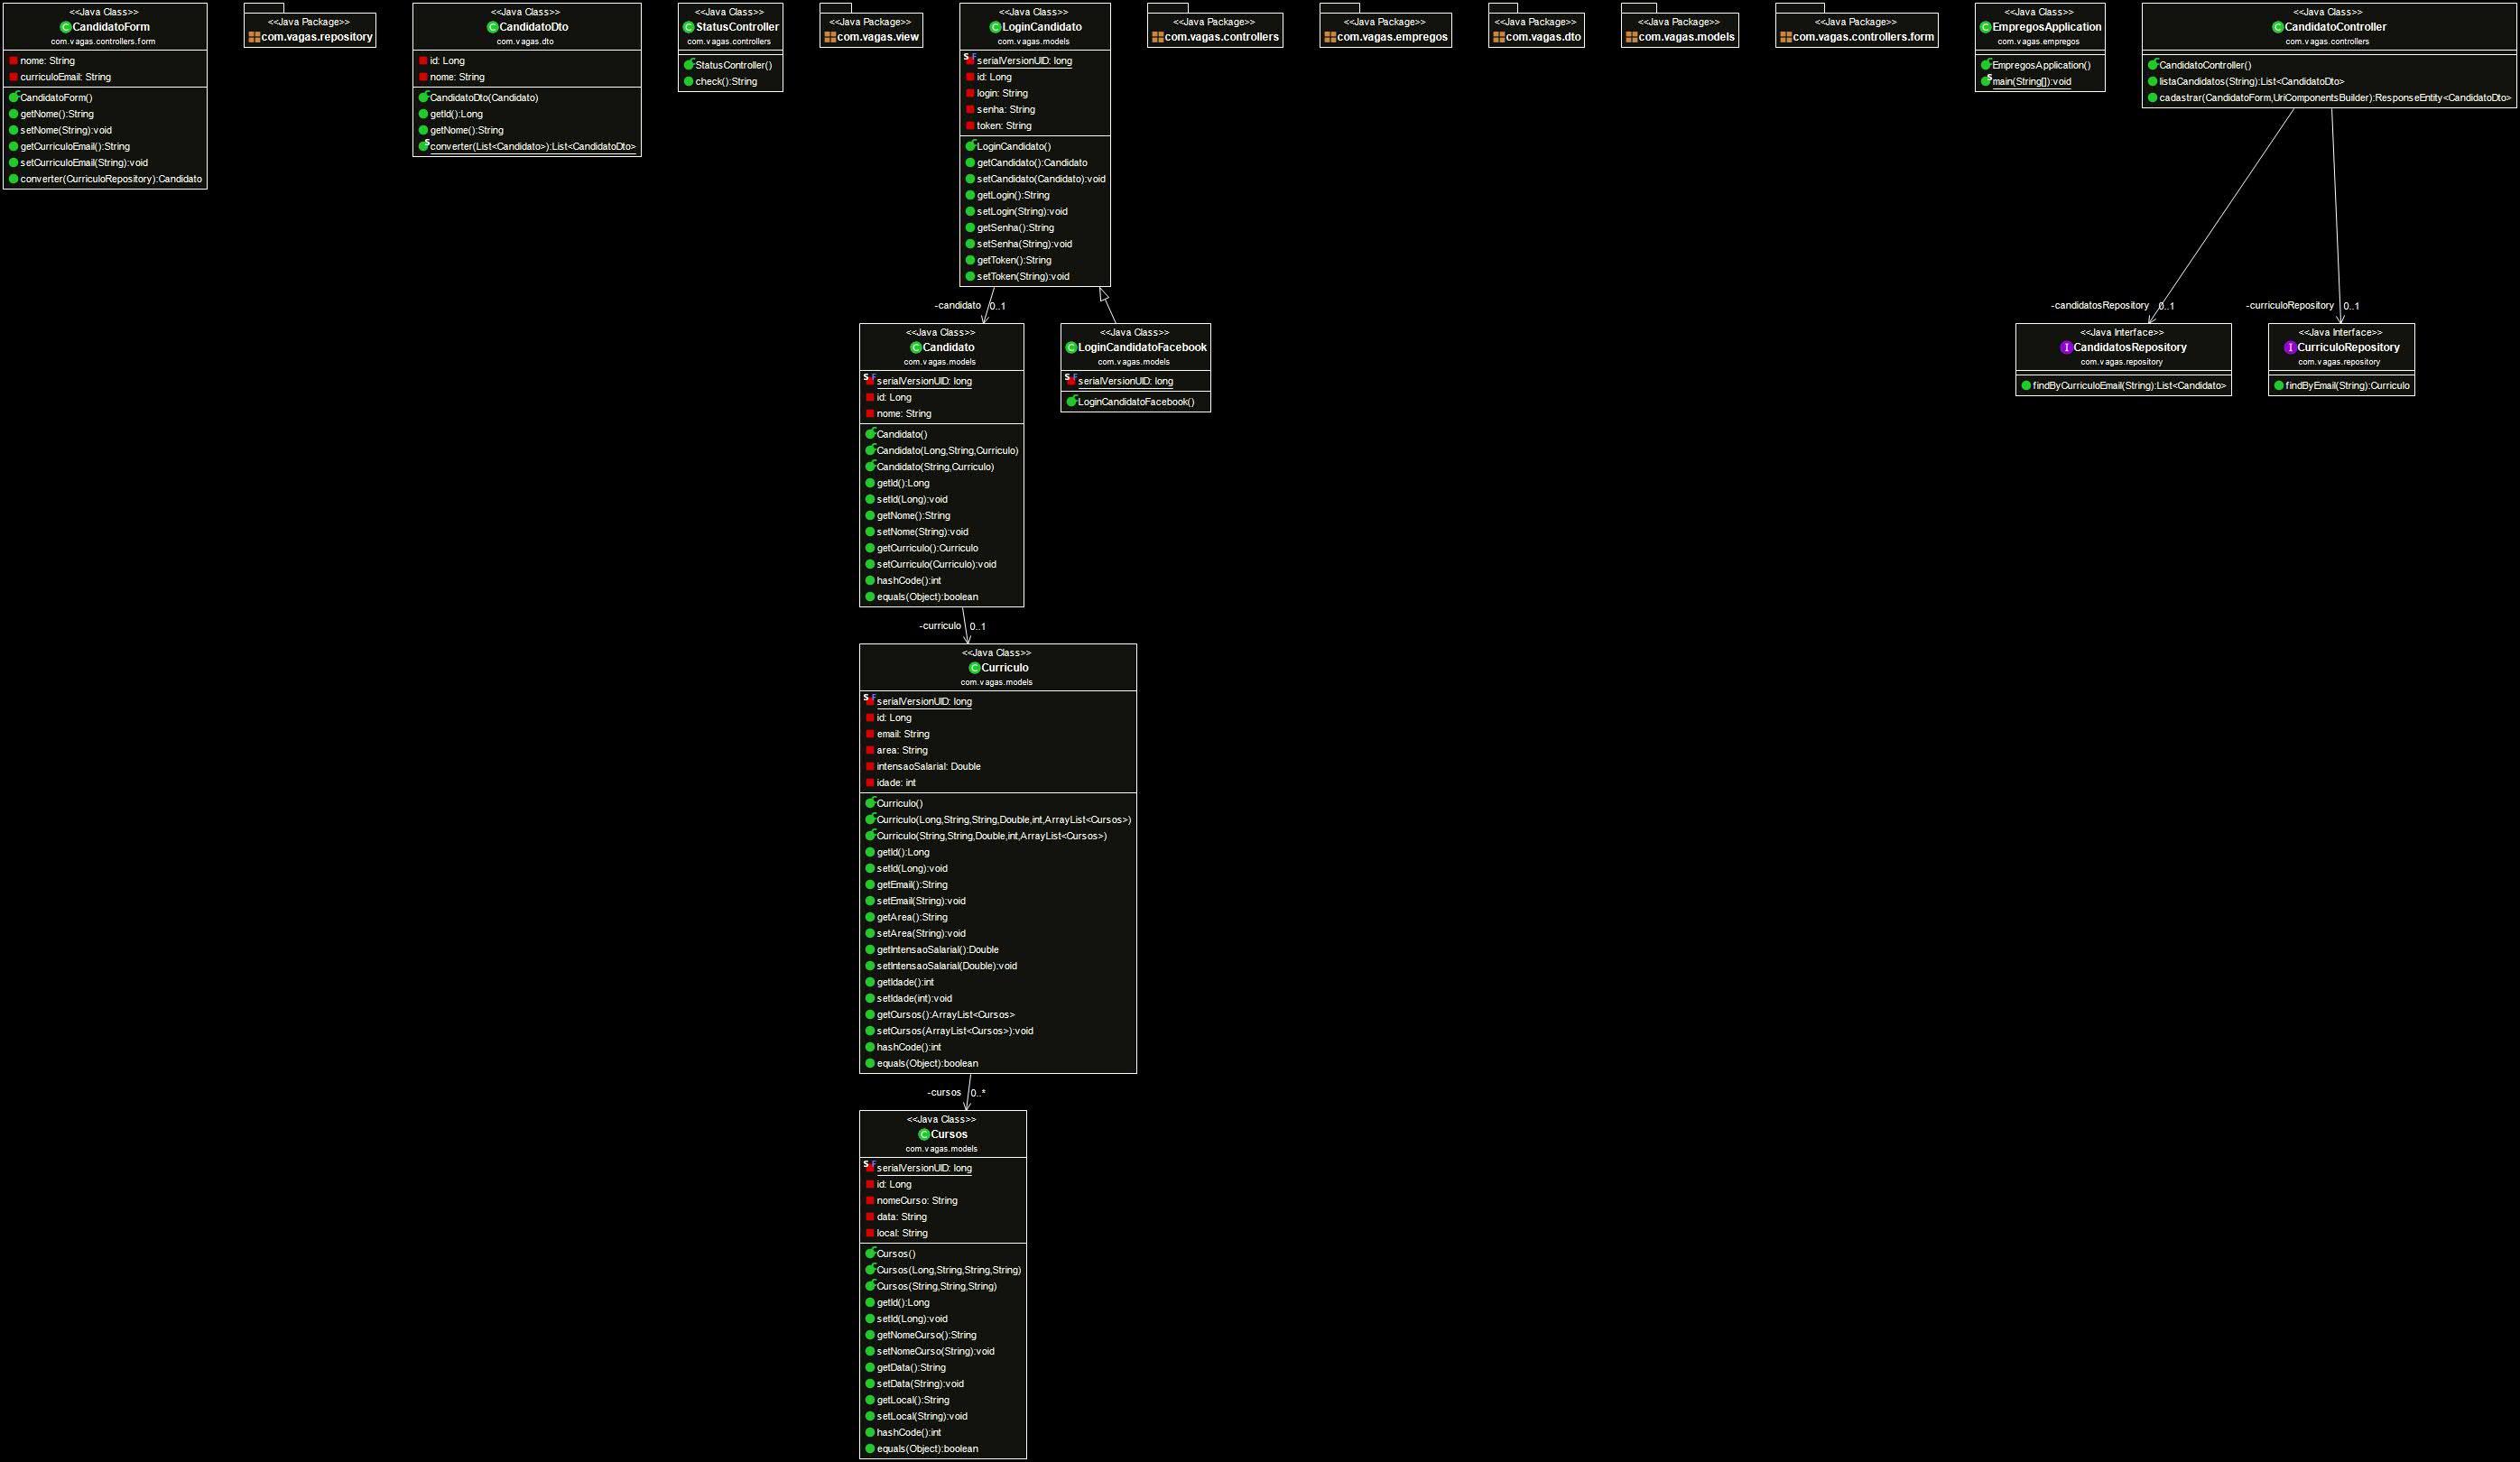 <<Java Class>>
CandidatoForm
com.vagas.controllers.form
nome: String
curriculoEmail: String
CandidatoForm()
getNome():String
setNome(String):void
getCurriculoEmail():String
setCurriculoEmail(String):void
converter(CurriculoRepository):Candidato
<<Java Package>>
com.vagas.repository
<<Java Class>>
CandidatoDto
com.vagas.dto
id: Long
nome: String
CandidatoDto(Candidato)
getId():Long
getNome():String
converter(List<Candidato>):List<CandidatoDto>
<<Java Class>>
StatusController
com.vagas.controllers
StatusController()
check():String
<<Java Package>>
com.vagas.view
<<Java Class>>
LoginCandidato
com.vagas.models
serialVersionUID: long
id: Long
login: String
senha: String
token: String
LoginCandidato()
getCandidato():Candidato
setCandidato(Candidato):void
getLogin():String
setLogin(String):void
getSenha():String
setSenha(String):void
getToken():String
setToken(String):void
<<Java Package>>
com.vagas.controllers
<<Java Package>>
com.vagas.empregos
<<Java Package>>
com.vagas.dto
<<Java Package>>
com.vagas.models
<<Java Package>>
com.vagas.controllers.form
<<Java Class>>
EmpregosApplication
com.vagas.empregos
EmpregosApplication()
main(String[]):void
<<Java Class>>
CandidatoController
com.vagas.controllers
CandidatoController()
listaCandidatos(String):List<CandidatoDto>
cadastrar(CandidatoForm,UriComponentsBuilder):ResponseEntity<CandidatoDto>
-candidato 0..1
-candidatosRepository 0..1
-curriculoRepository 0..1
<<Java Class>>
Candidato
com.vagas.models
serialVersionUID: long
id: Long
nome: String
Candidato()
Candidato(Long,String,Curriculo)
Candidato(String,Curriculo)
getId():Long
setId(Long):void
getNome():String
setNome(String):void
getCurriculo():Curriculo
setCurriculo(Curriculo):void
hashCode():int
equals(Object):boolean
<<Java Class>>
LoginCandidatoFacebook
com.vagas.models
serialVersionUID: long
LoginCandidatoFacebook()
<<Java Interface>>
CandidatosRepository
com.vagas.repository
findByCurriculoEmail(String):List<Candidato>
<<Java Interface>>
CurriculoRepository
com.vagas.repository
findByEmail(String):Curriculo
-curriculo 0..1
<<Java Class>>
Curriculo
com.vagas.models
serialVersionUID: long
id: Long
email: String
area: String
intensaoSalarial: Double
idade: int
Curriculo()
Curriculo(Long,String,String,Double,int,ArrayList<Cursos>)
Curriculo(String,String,Double,int,ArrayList<Cursos>)
getId():Long
setId(Long):void
getEmail():String
setEmail(String):void
getArea():String
setArea(String):void
getIntensaoSalarial():Double
setIntensaoSalarial(Double):void
getIdade():int
setIdade(int):void
getCursos():ArrayList<Cursos>
setCursos(ArrayList<Cursos>):void
hashCode():int
equals(Object):boolean
-cursos 0..*
<<Java Class>>
Cursos
com.vagas.models
serialVersionUID: long
id: Long
nomeCurso: String
data: String
local: String
Cursos()
Cursos(Long,String,String,String)
Cursos(String,String,String)
getId():Long
setId(Long):void
getNomeCurso():String
setNomeCurso(String):void
getData():String
setData(String):void
getLocal():String
setLocal(String):void
hashCode():int
equals(Object):boolean